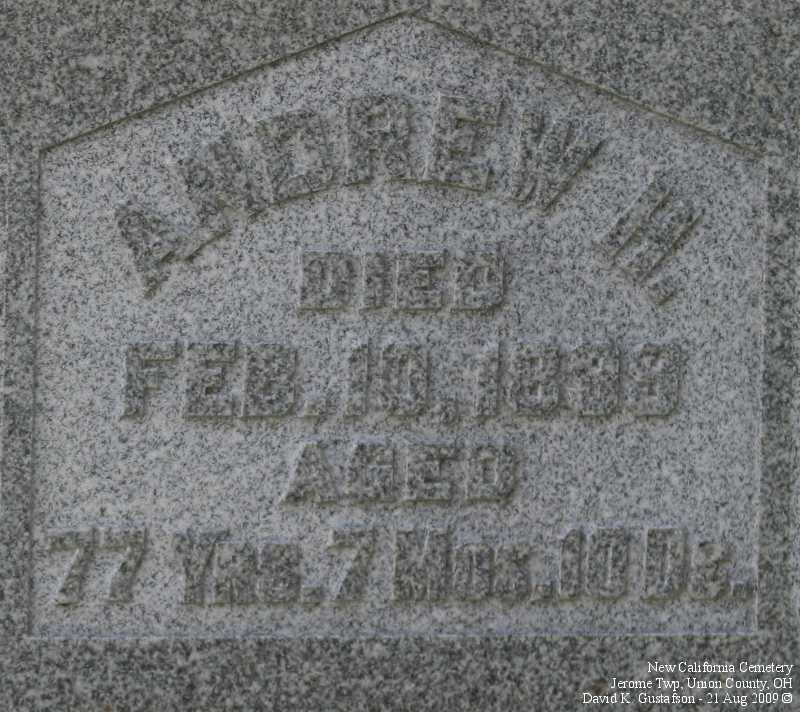 ANDREW H.
DIED
FEB. 10, 1899
AGED
77 YRS. 7 MOS. 10 DS.
New California Cemetery
Jerome Twp, Union County, OH
David K. Gustafson - 21 Aug 2009 ©